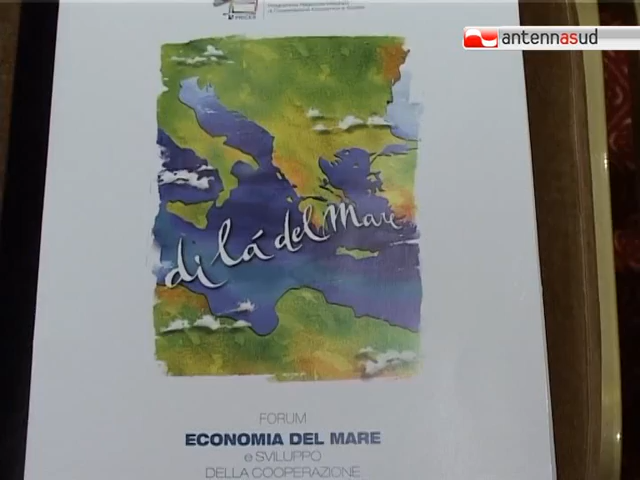 antennasud
di lá del Mare
FORUM
ECONOMIA DEL MARE
e SVILUPPO
DELLA COOPERAZIONE